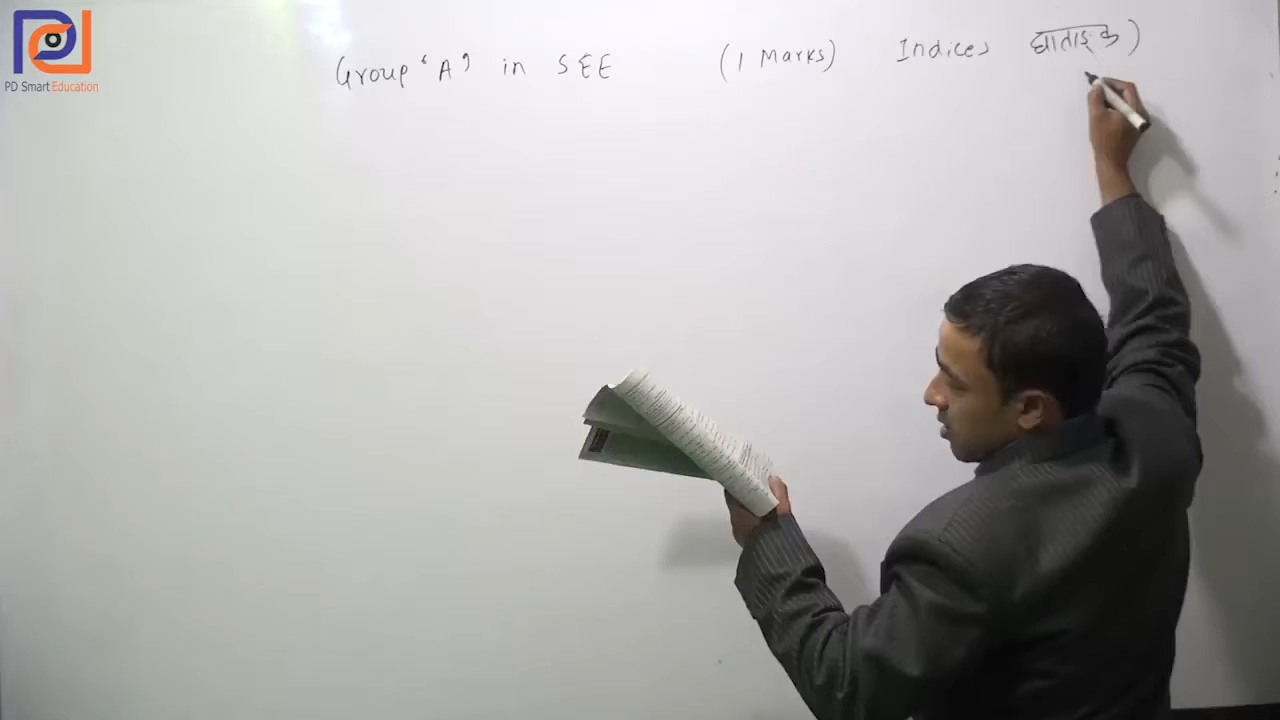 PD Smart Education
Group 'A' in SEE (1 Marks) Indices घाताङ्क)